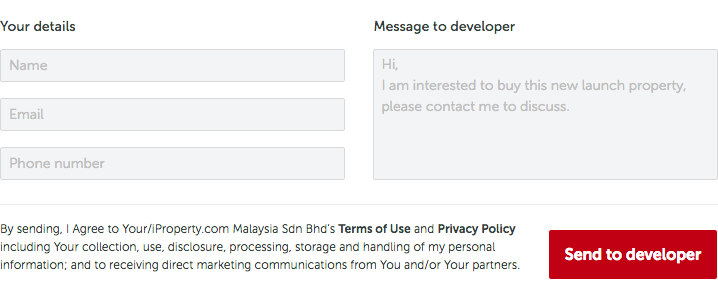 Your details
Name
Email
Phone number
Message to developer
Hi,
I am interested to buy this new launch property,
please contact me to discuss.
By sending, I Agree to Your/iProperty.com Malaysia Sdn Bhd's Terms of Use and Privacy Policy
including Your collection, use, disclosure, processing, storage and handling of my personal
information; and to receiving direct marketing communications from You and/or Your partners.
Send to developer